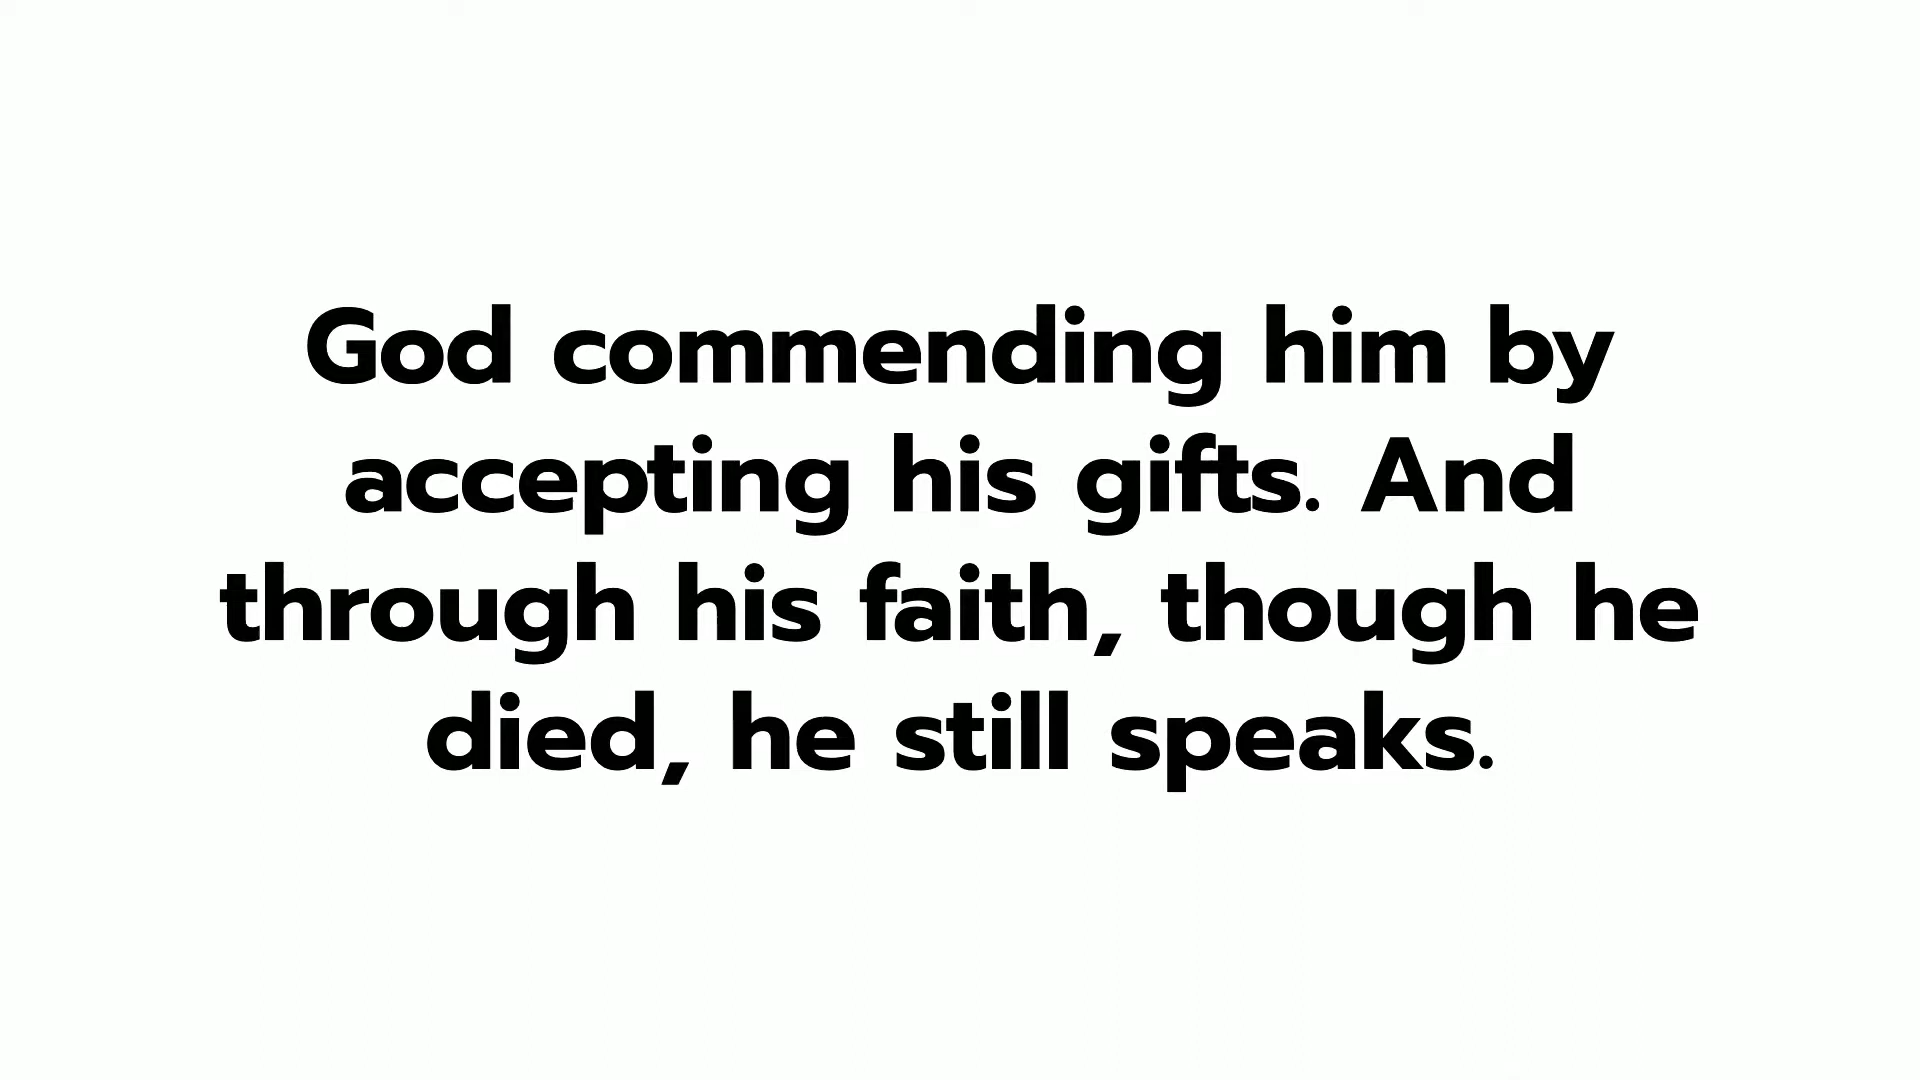 God commending him by
accepting his gifts. And
through his faith, though he
died, he still speaks.